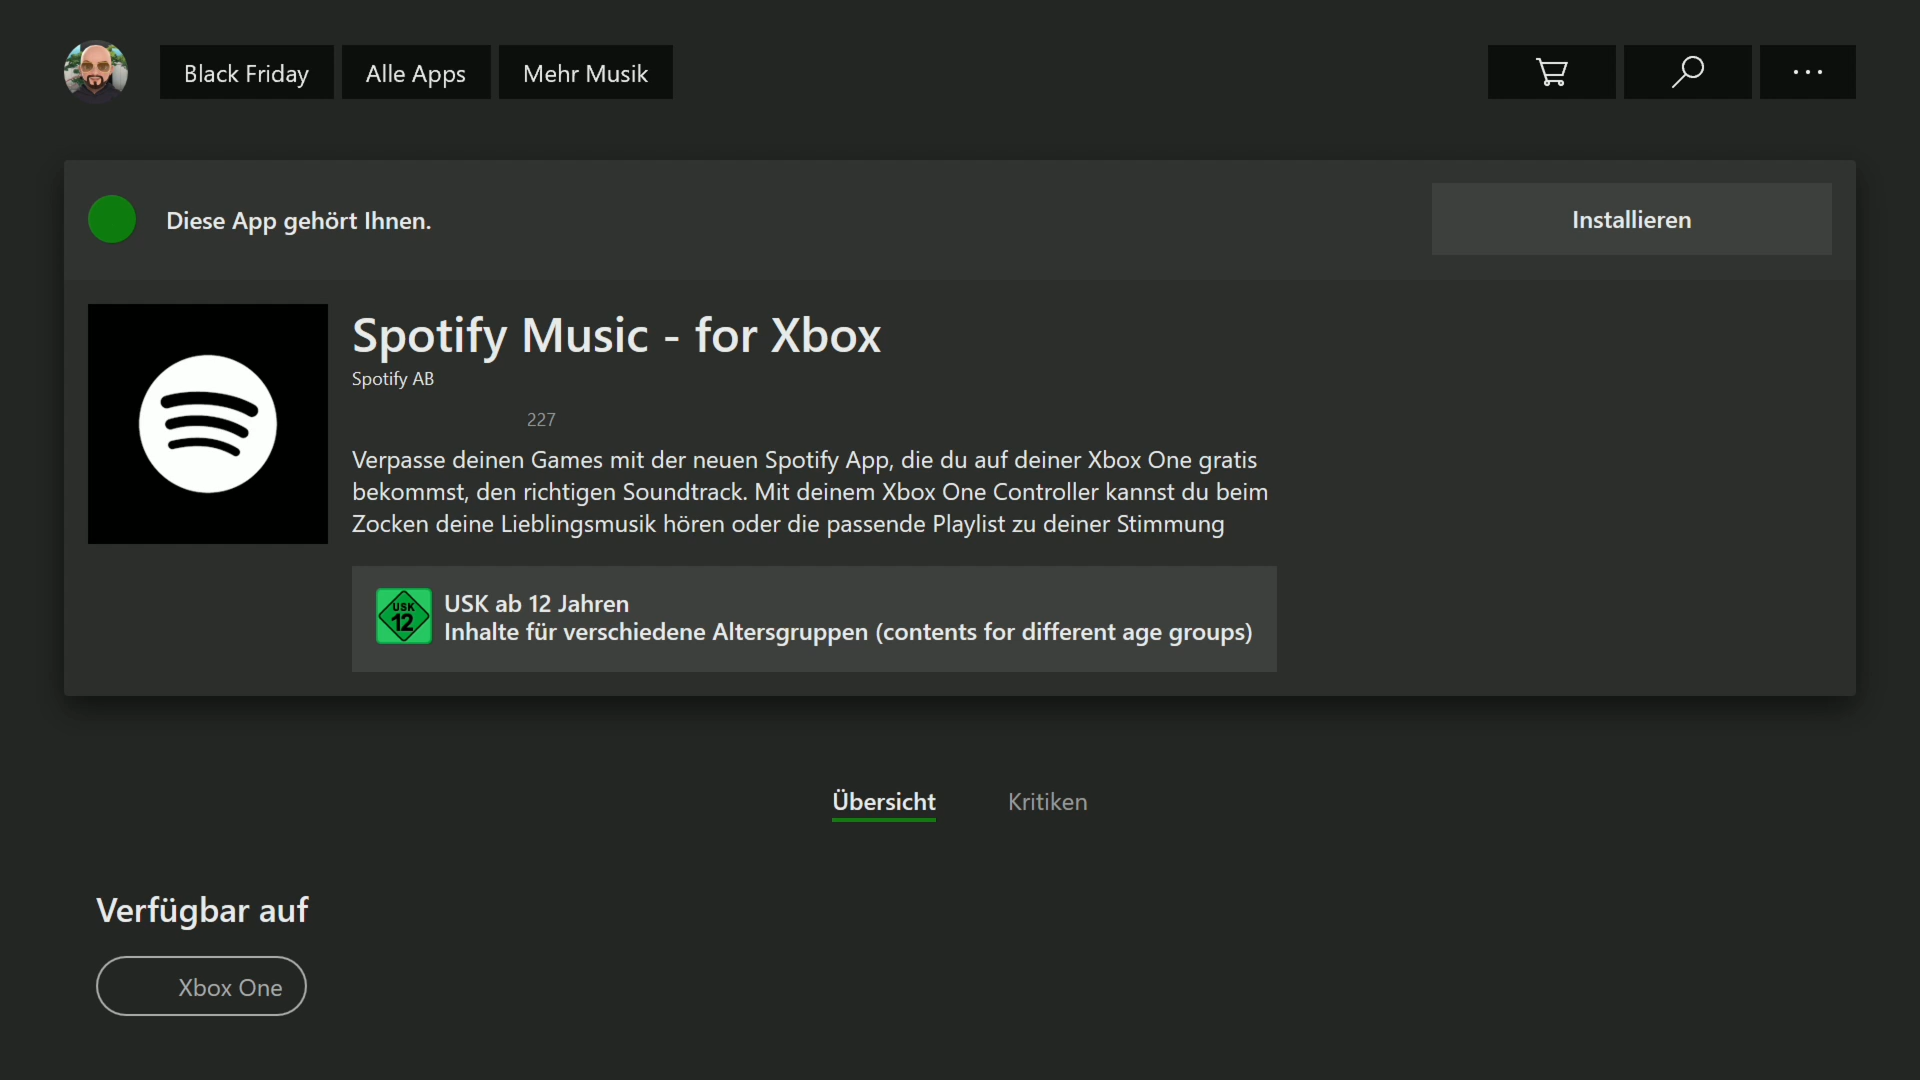 Black Friday
Alle Apps
Mehr Musik
Diese App gehört Ihnen.
Installieren
Spotify Music - for Xbox
Spotify AB
227
Verpasse deinen Games mit der neuen Spotify App, die du auf deiner Xbox One gratis
bekommst, den richtigen Soundtrack. Mit deinem Xbox One Controller kannst du beim
Zocken deine Lieblingsmusik hören oder die passende Playlist zu deiner Stimmung
USK
12
USK ab 12 Jahren
Inhalte für verschiedene Altersgruppen (contents for different age groups)
Übersicht
Kritiken
Verfügbar auf
Xbox One